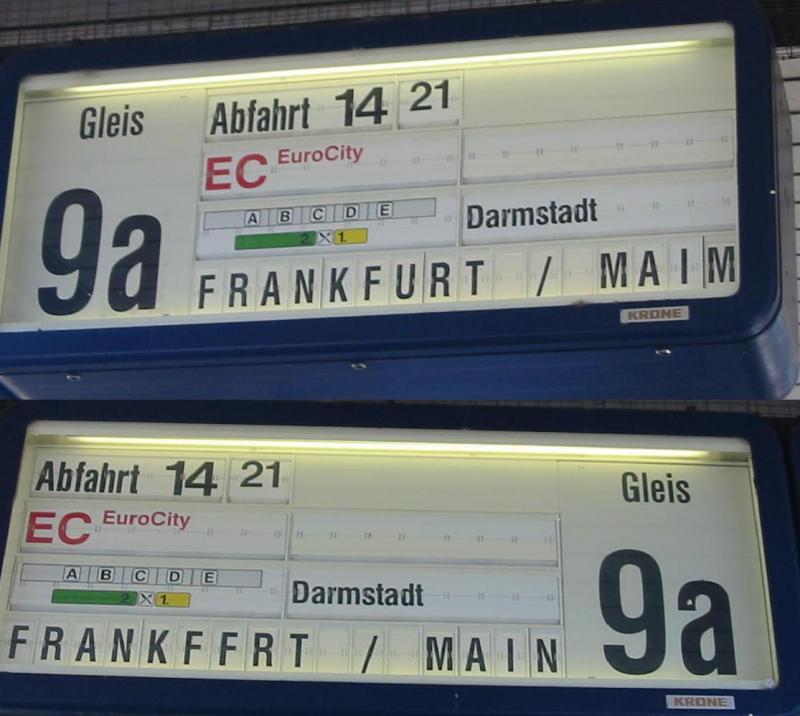 Gleis
Abfahrt 14 21
EC EuroCity
A B C D E
2. 1.
Darmstadt
9a
FRANKFURT / MAIM
KRONE
Abfahrt 14 21
Gleis
EC EuroCity
A B C D E
2. 1.
Darmstadt
9a
FRANKFFRT / MAIN
KRONE